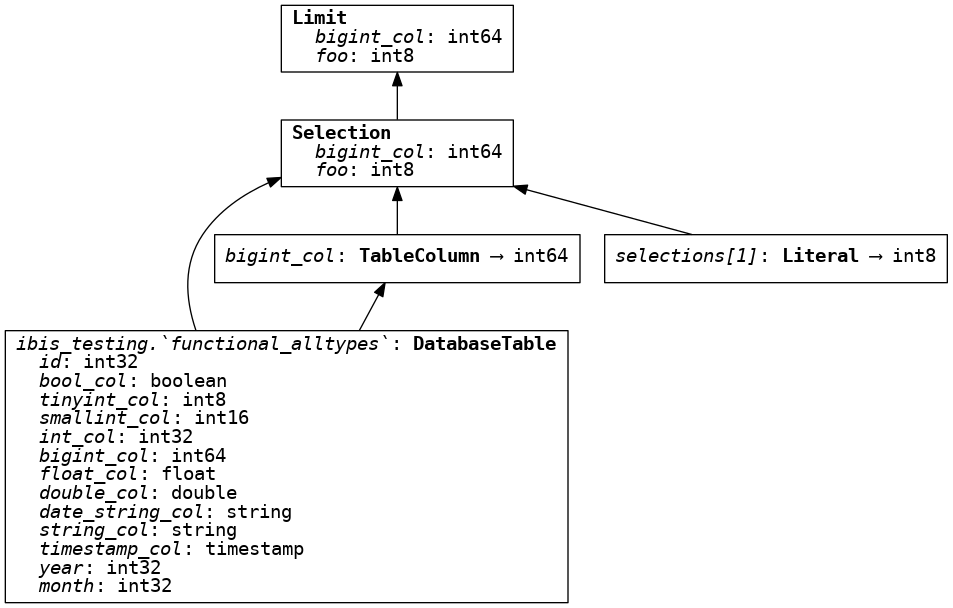 Limit
bigint_col: int64
foo: int8
Selection
bigint_col: int64
foo: int8
bigint_col: TableColumn → int64
selections[1]: Literal → int8
ibis_testing.`functional_alltypes`: DatabaseTable
id: int32
bool_col: boolean
tinyint_col: int8
smallint_col: int16
int_col: int32
bigint_col: int64
float_col: float
double_col: double
date_string_col: string
string_col: string
timestamp_col: timestamp
year: int32
month: int32